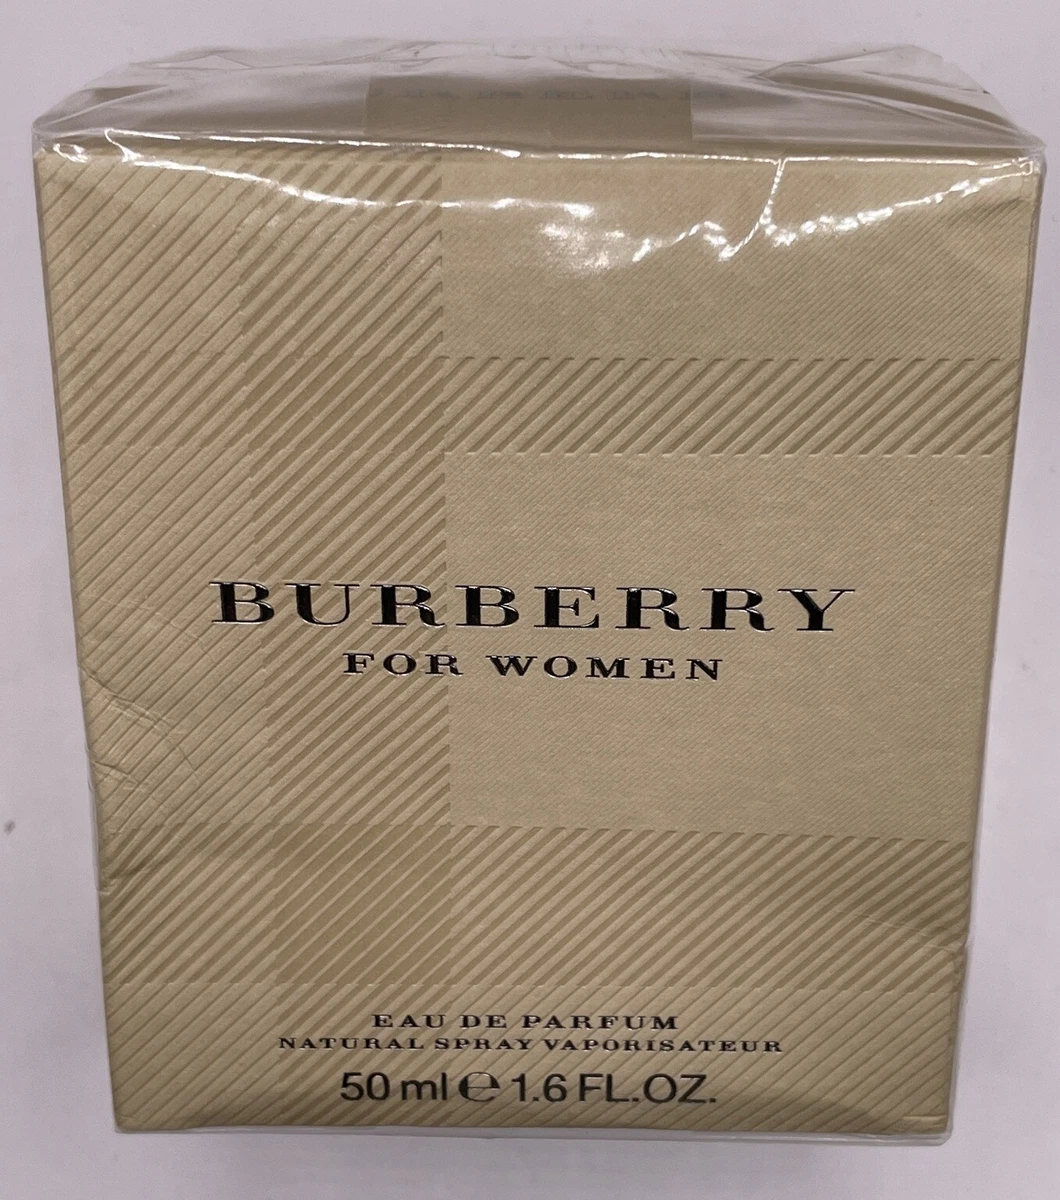 BURBERRY
FOR WOMEN
EAU DE PARFUM
NATURAL SPRAY VAPORISATEUR
50 ml ℮ 1.6 FL.OZ.